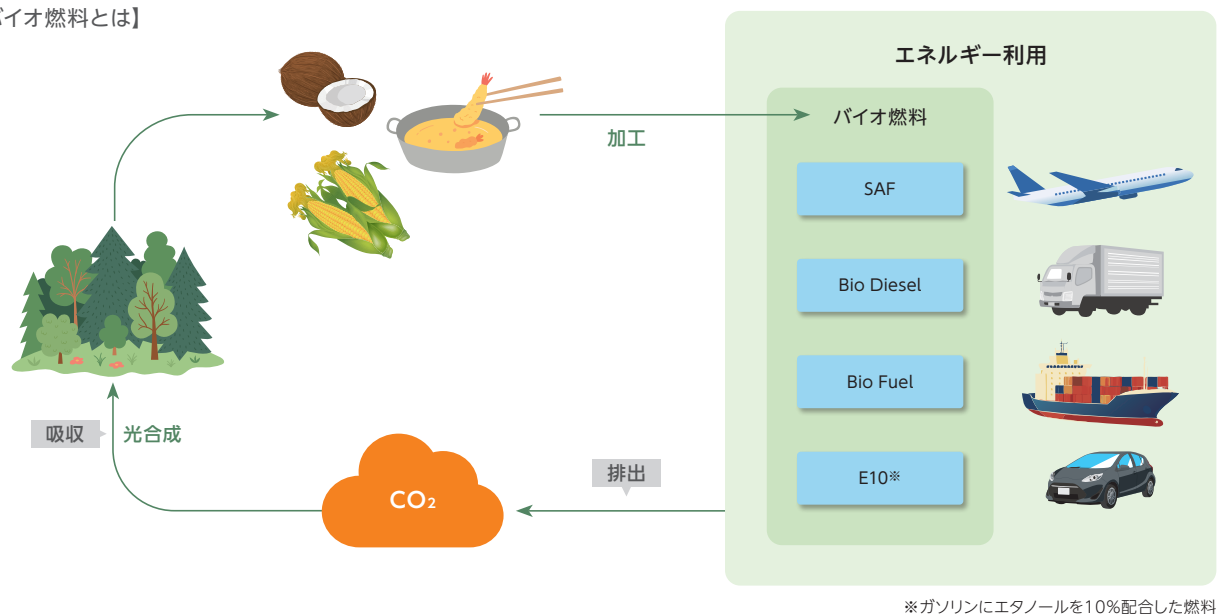 バイオ燃料とは】
エネルギー利用
バイオ燃料
加工
SAF
Bio Diesel
Bio Fuel
吸収
光合成
排出
E10※
CO₂
※ガソリンにエタノールを10%配合した燃料